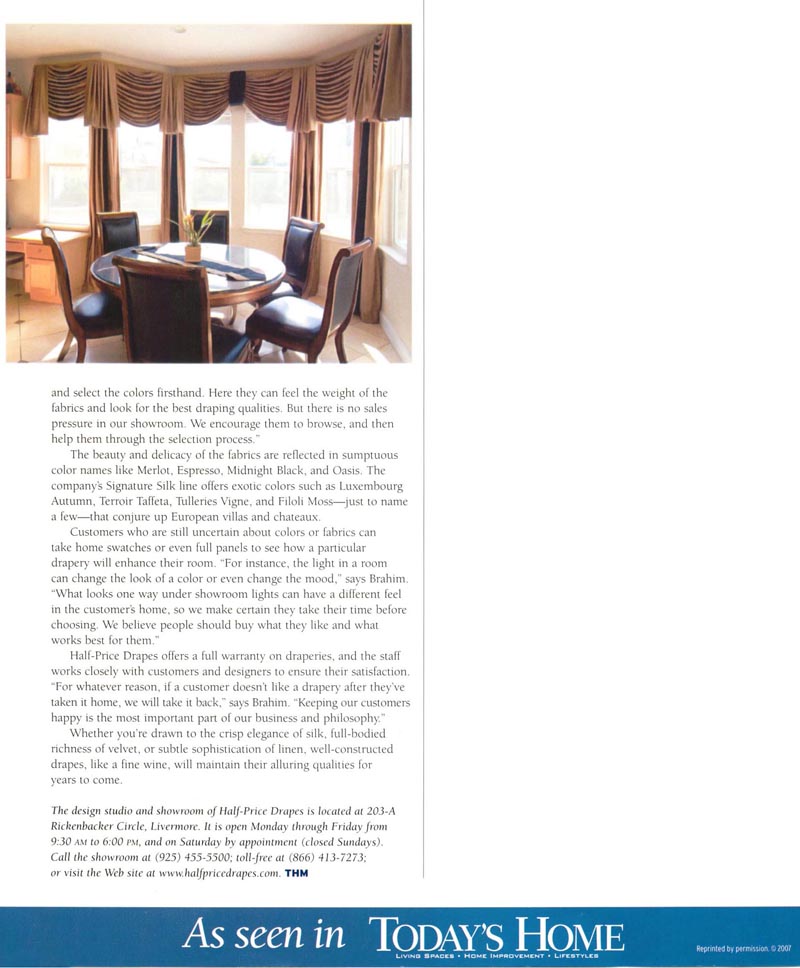 and select the colors firsthand. Here they can feel the weight of the
fabrics and look for the best draping qualities. But there is no sales
pressure in our showroom. We encourage them to browse, and then
help them through the selection process.”
The beauty and delicacy of the fabrics are reflected in sumptuous
color names like Merlot, Espresso, Midnight Black, and Oasis. The
company’s Signature Silk line offers exotic colors such as Luxembourg
Autumn, Terroir Taffeta, Tulleries Vigne, and Filoli Moss—just to name
a few—that conjure up European villas and chateaux.
Customers who are still uncertain about colors or fabrics can
take home swatches or even full panels to see how a particular
drapery will enhance their room. “For instance, the light in a room
can change the look of a color or even change the mood,” says Brahim.
“What looks one way under showroom lights can have a different feel
in the customer’s home, so we make certain they take their time before
choosing. We believe people should buy what they like and what
works best for them.”
Half-Price Drapes offers a full warranty on draperies, and the staff
works closely with customers and designers to ensure their satisfaction.
“For whatever reason, if a customer doesn’t like a drapery after they’ve
taken it home, we will take it back,” says Brahim. “Keeping our customers
happy is the most important part of our business and philosophy.”
Whether you’re drawn to the crisp elegance of silk, full-bodied
richness of velvet, or subtle sophistication of linen, well-constructed
drapes, like a fine wine, will maintain their alluring qualities for
years to come.
The design studio and showroom of Half-Price Drapes is located at 203-A
Rickenbacker Circle, Livermore. It is open Monday through Friday from
9:30 AM to 6:00 PM, and on Saturday by appointment (closed Sundays).
Call the showroom at (925) 455-5500; toll-free at (866) 413-7273;
or visit the Web site at www.halfpricedrapes.com. THM
As seen in TODAY’S HOME
LIVING SPACES • HOME IMPROVEMENT • LIFESTYLES
Reprinted by permission. © 2007